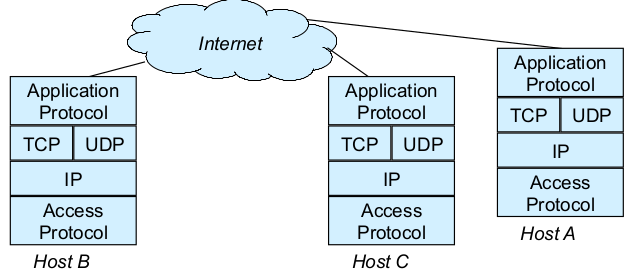 Internet
Application
Protocol
TCP
UDP
IP
Access
Protocol
Host B
Application
Protocol
TCP
UDP
IP
Access
Protocol
Host C
Application
Protocol
TCP
UDP
IP
Access
Protocol
Host A